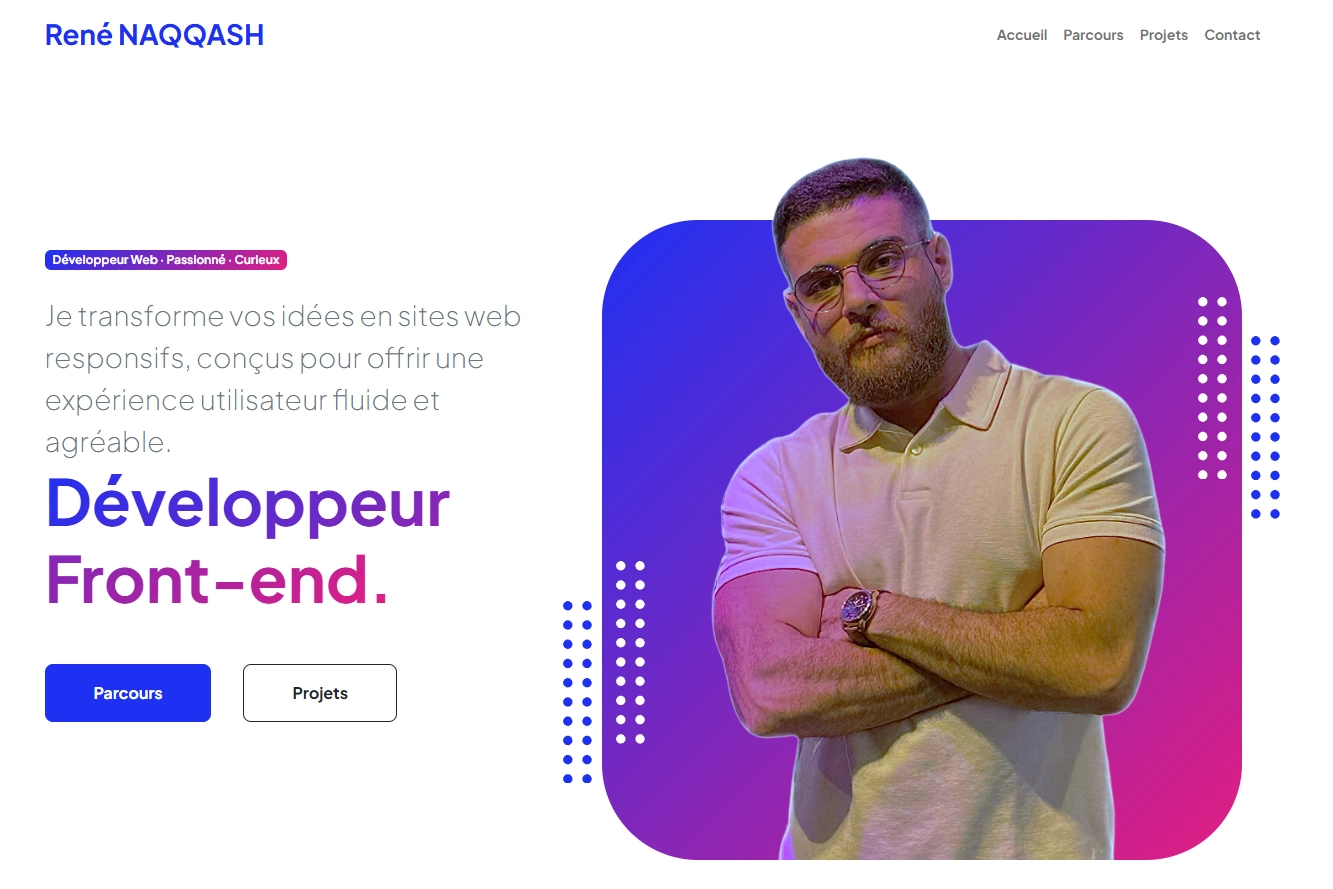 René NAQQASH
Accueil Parcours Projets Contact
Développeur Web · Passionné · Curieux
Je transforme vos idées en sites web
responsifs, conçus pour offrir une
expérience utilisateur fluide et
agréable.
Développeur
Front-end.
Parcours
Projets